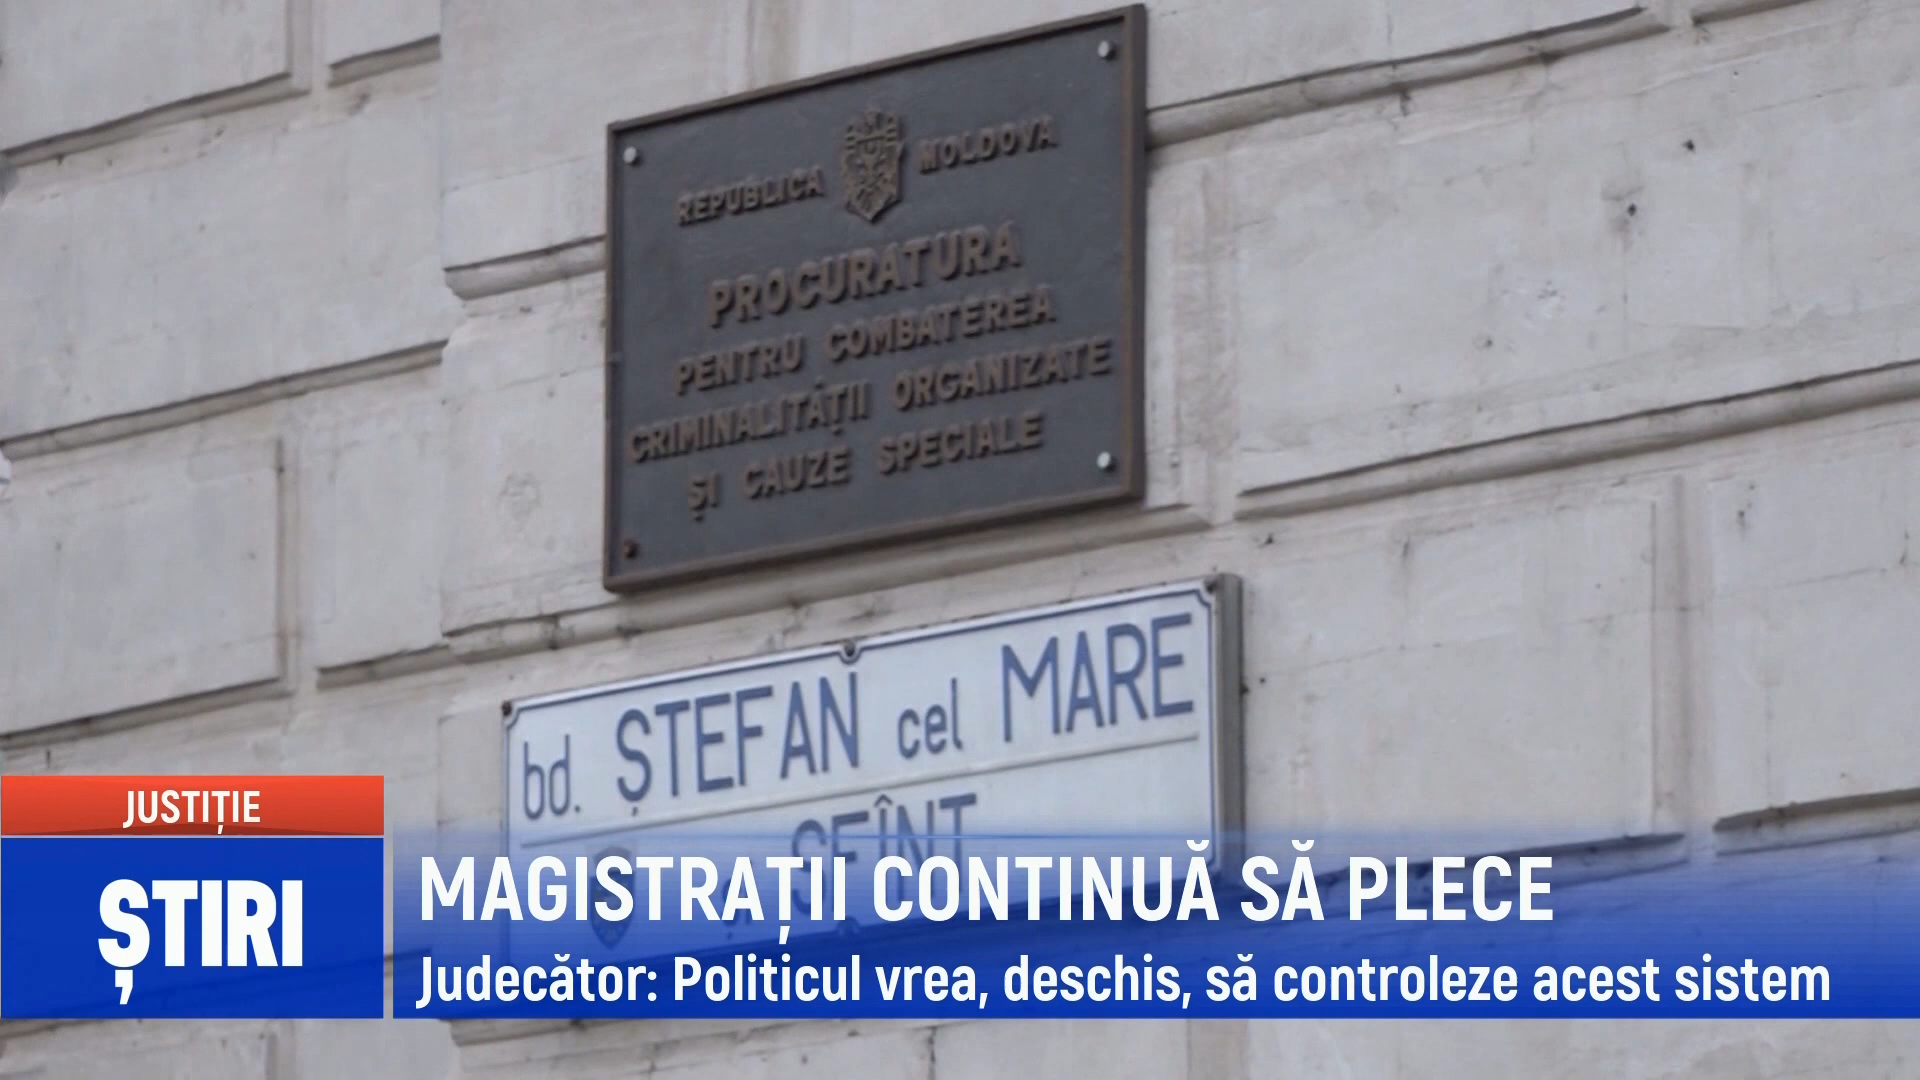 REPUBLICA MOLDOVA
PROCURATURA
PENTRU COMBATEREA
CRIMINALITĂȚII ORGANIZATE
ȘI CAUZE SPECIALE
bd. ȘTEFAN cel MARE
SFÎNT
JUSTIȚIE
ȘTIRI
MAGISTRAȚII CONTINUĂ SĂ PLECE
Judecător: Politicul vrea, deschis, să controleze acest sistem